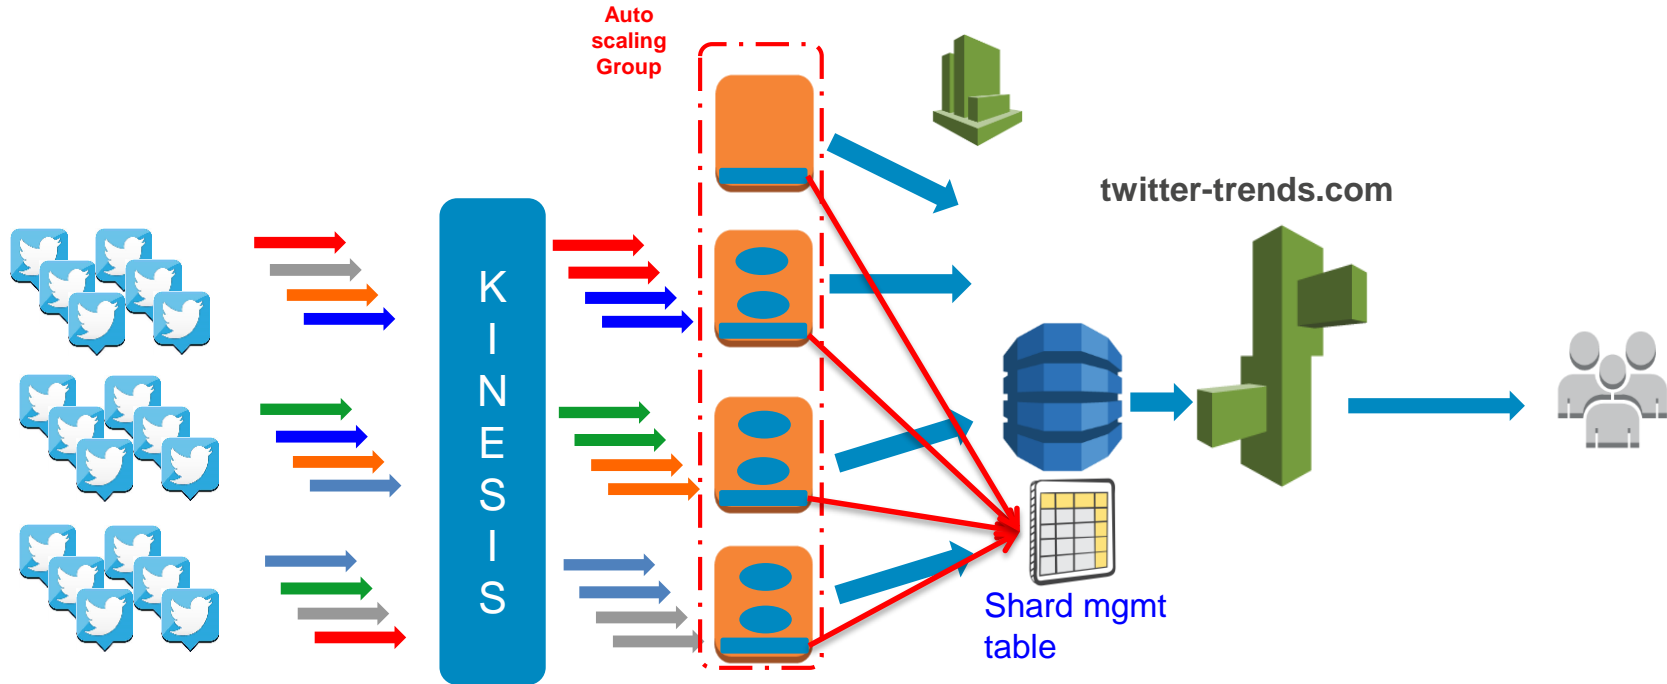 Auto
scaling
Group
twitter-trends.com
K
I
N
E
S
I
S
Shard mgmt
table